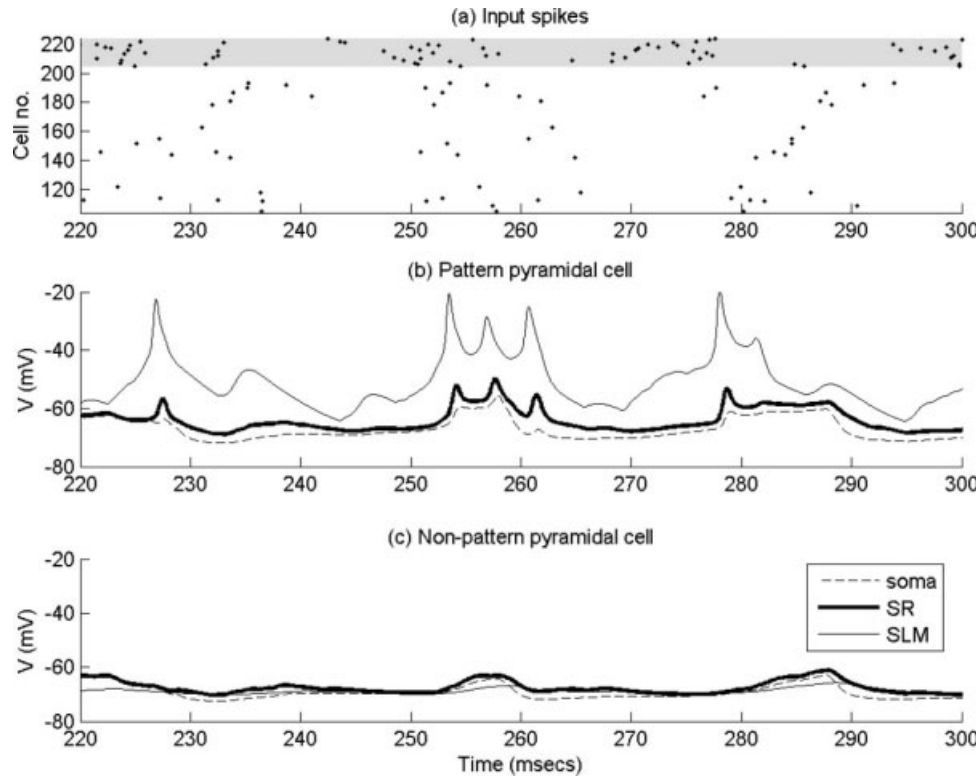 (a) Input spikes
Cell no.
220
200
180
160
140
120
220 230 240 250 260 270 280 290 300
(b) Pattern pyramidal cell
V (mV)
-20
-40
-60
-80
220 230 240 250 260 270 280 290 300
(c) Non-pattern pyramidal cell
V (mV)
-20
-40
-60
-80
soma
SR
SLM
220 230 240 250 260 270 280 290 300
Time (msecs)